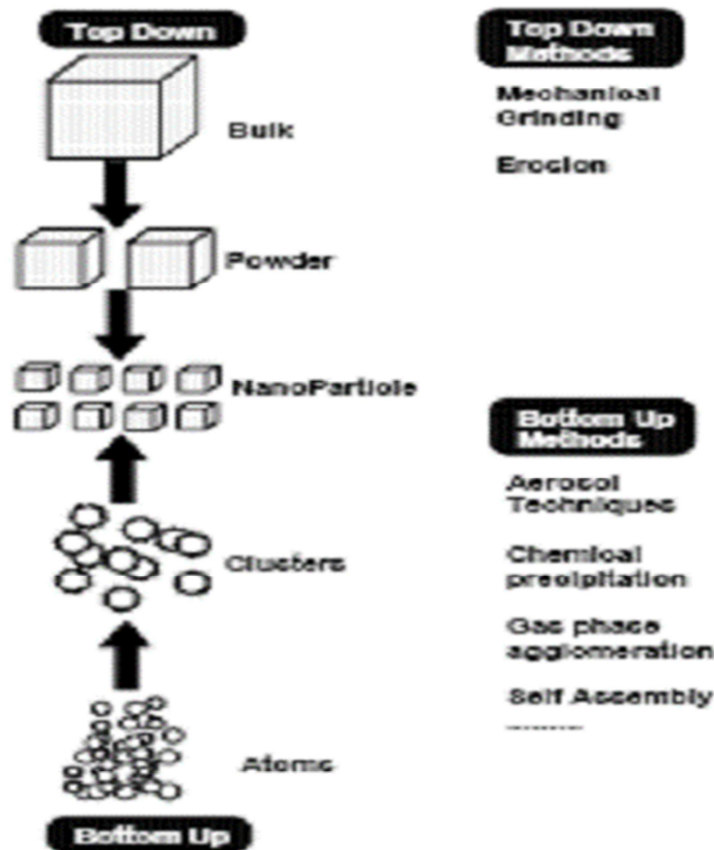 Top Down
Bulk
Powder
NanoParticle
Clusters
Atoms
Bottom Up
Top Down
Methods
Mechanical
Grinding
Erosion
Bottom Up
Methods
Aerosol
Techniques
Chemical
precipitation
Gas phase
agglomeration
Self Assembly